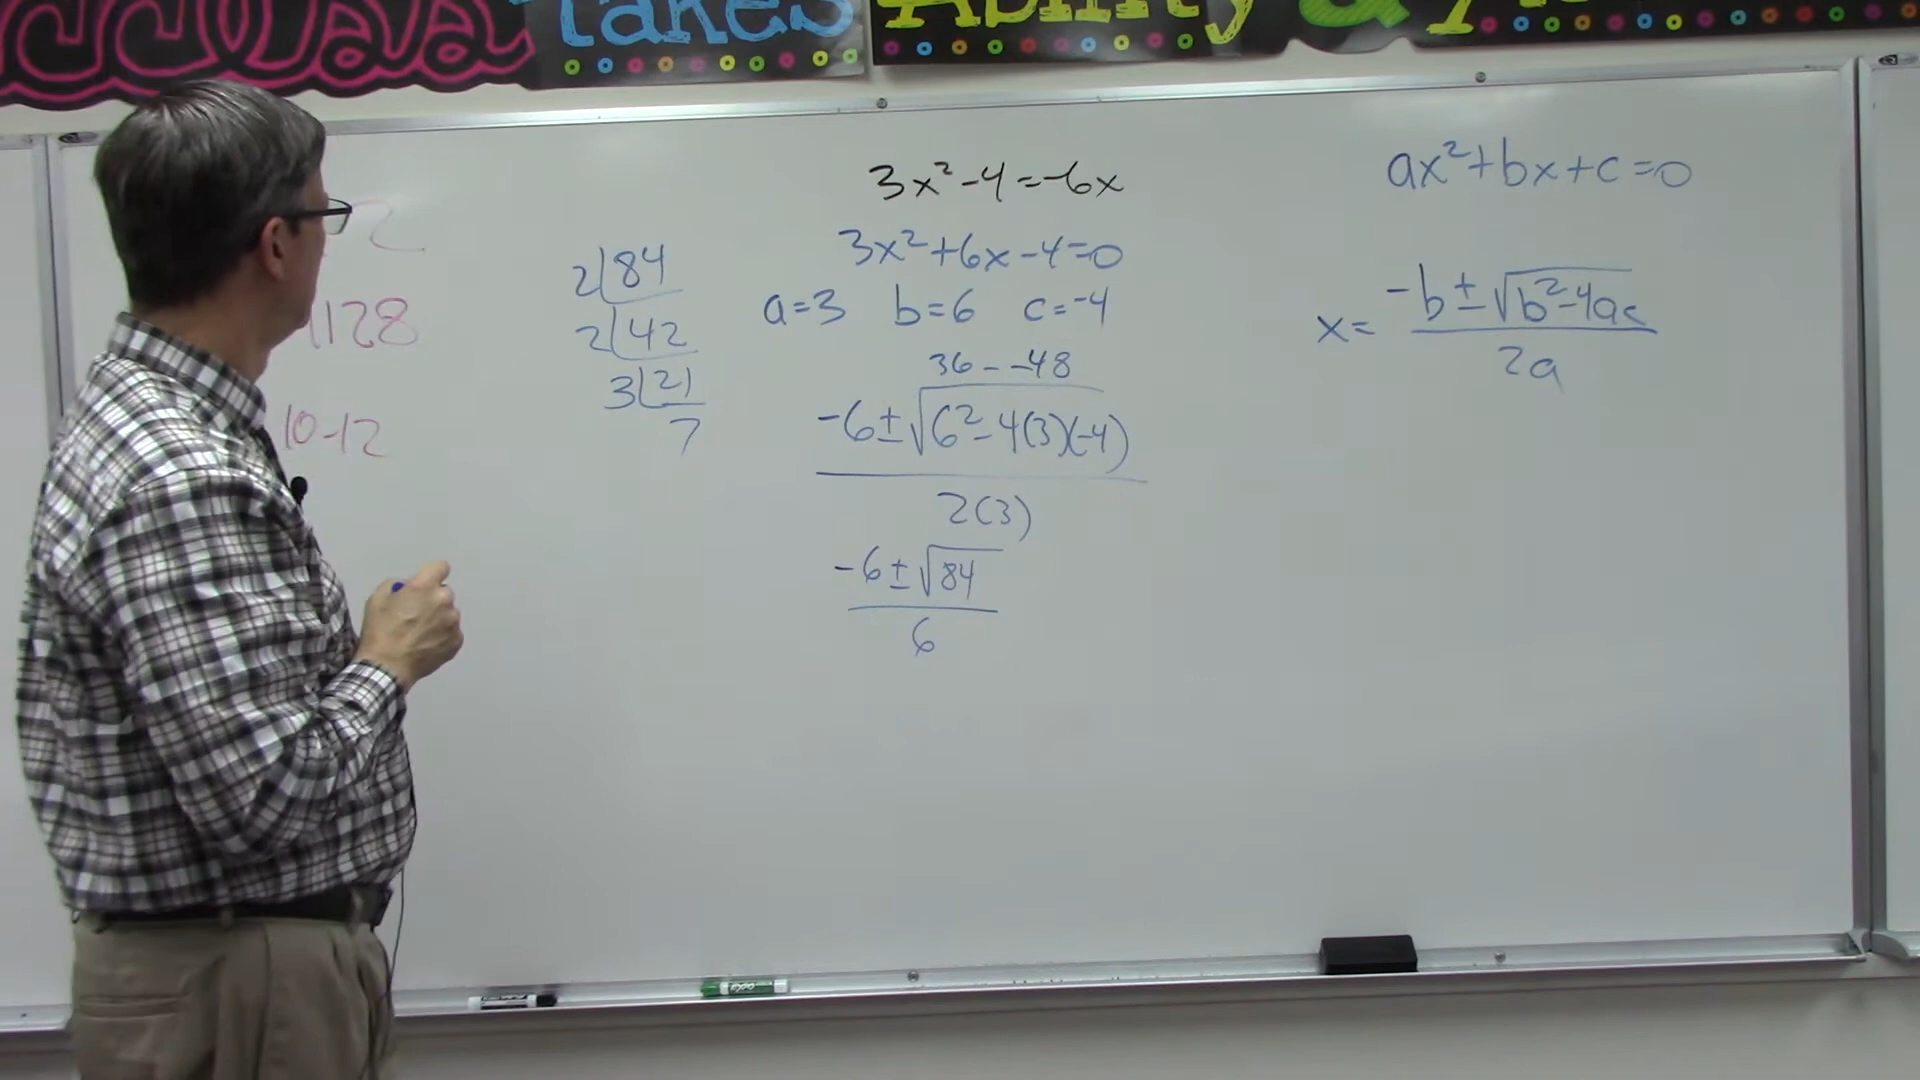 Takes Ability &
3x²-4=-6x
3x²+6x-4=0
a=3 b=6 c=-4
36--48
-6±√6²-4(3)(-4)
2(3)
-6±√84
6
2|84
2|42
3|21
7
ax²+bx+c=0
x= -b±√b²-4ac
2a
2
128
10-12